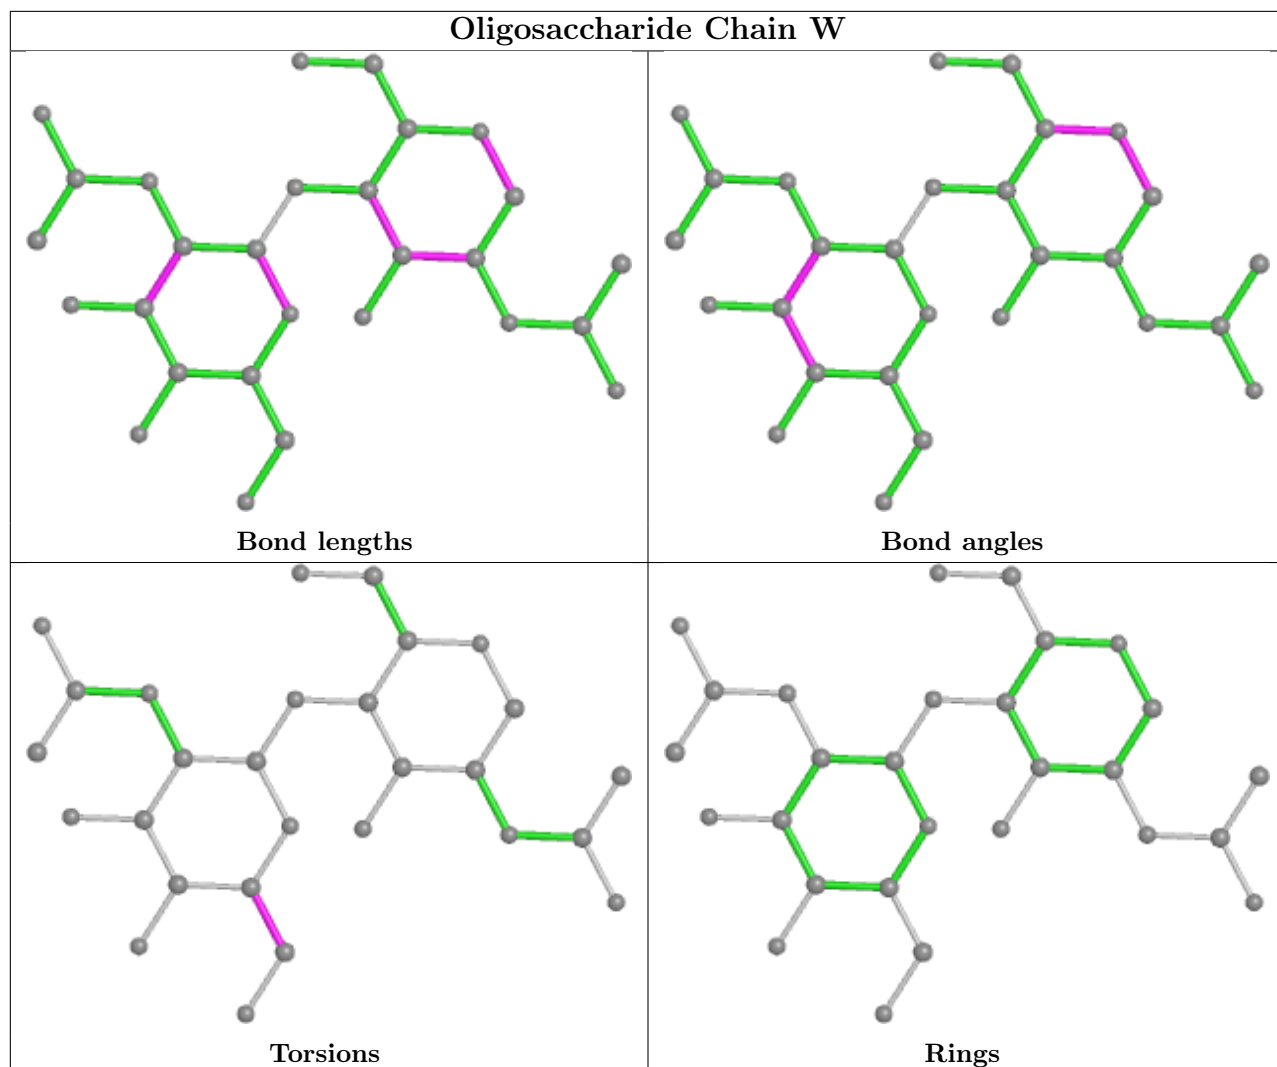 Oligosaccharide Chain W
Bond lengths
Bond angles
Torsions
Rings